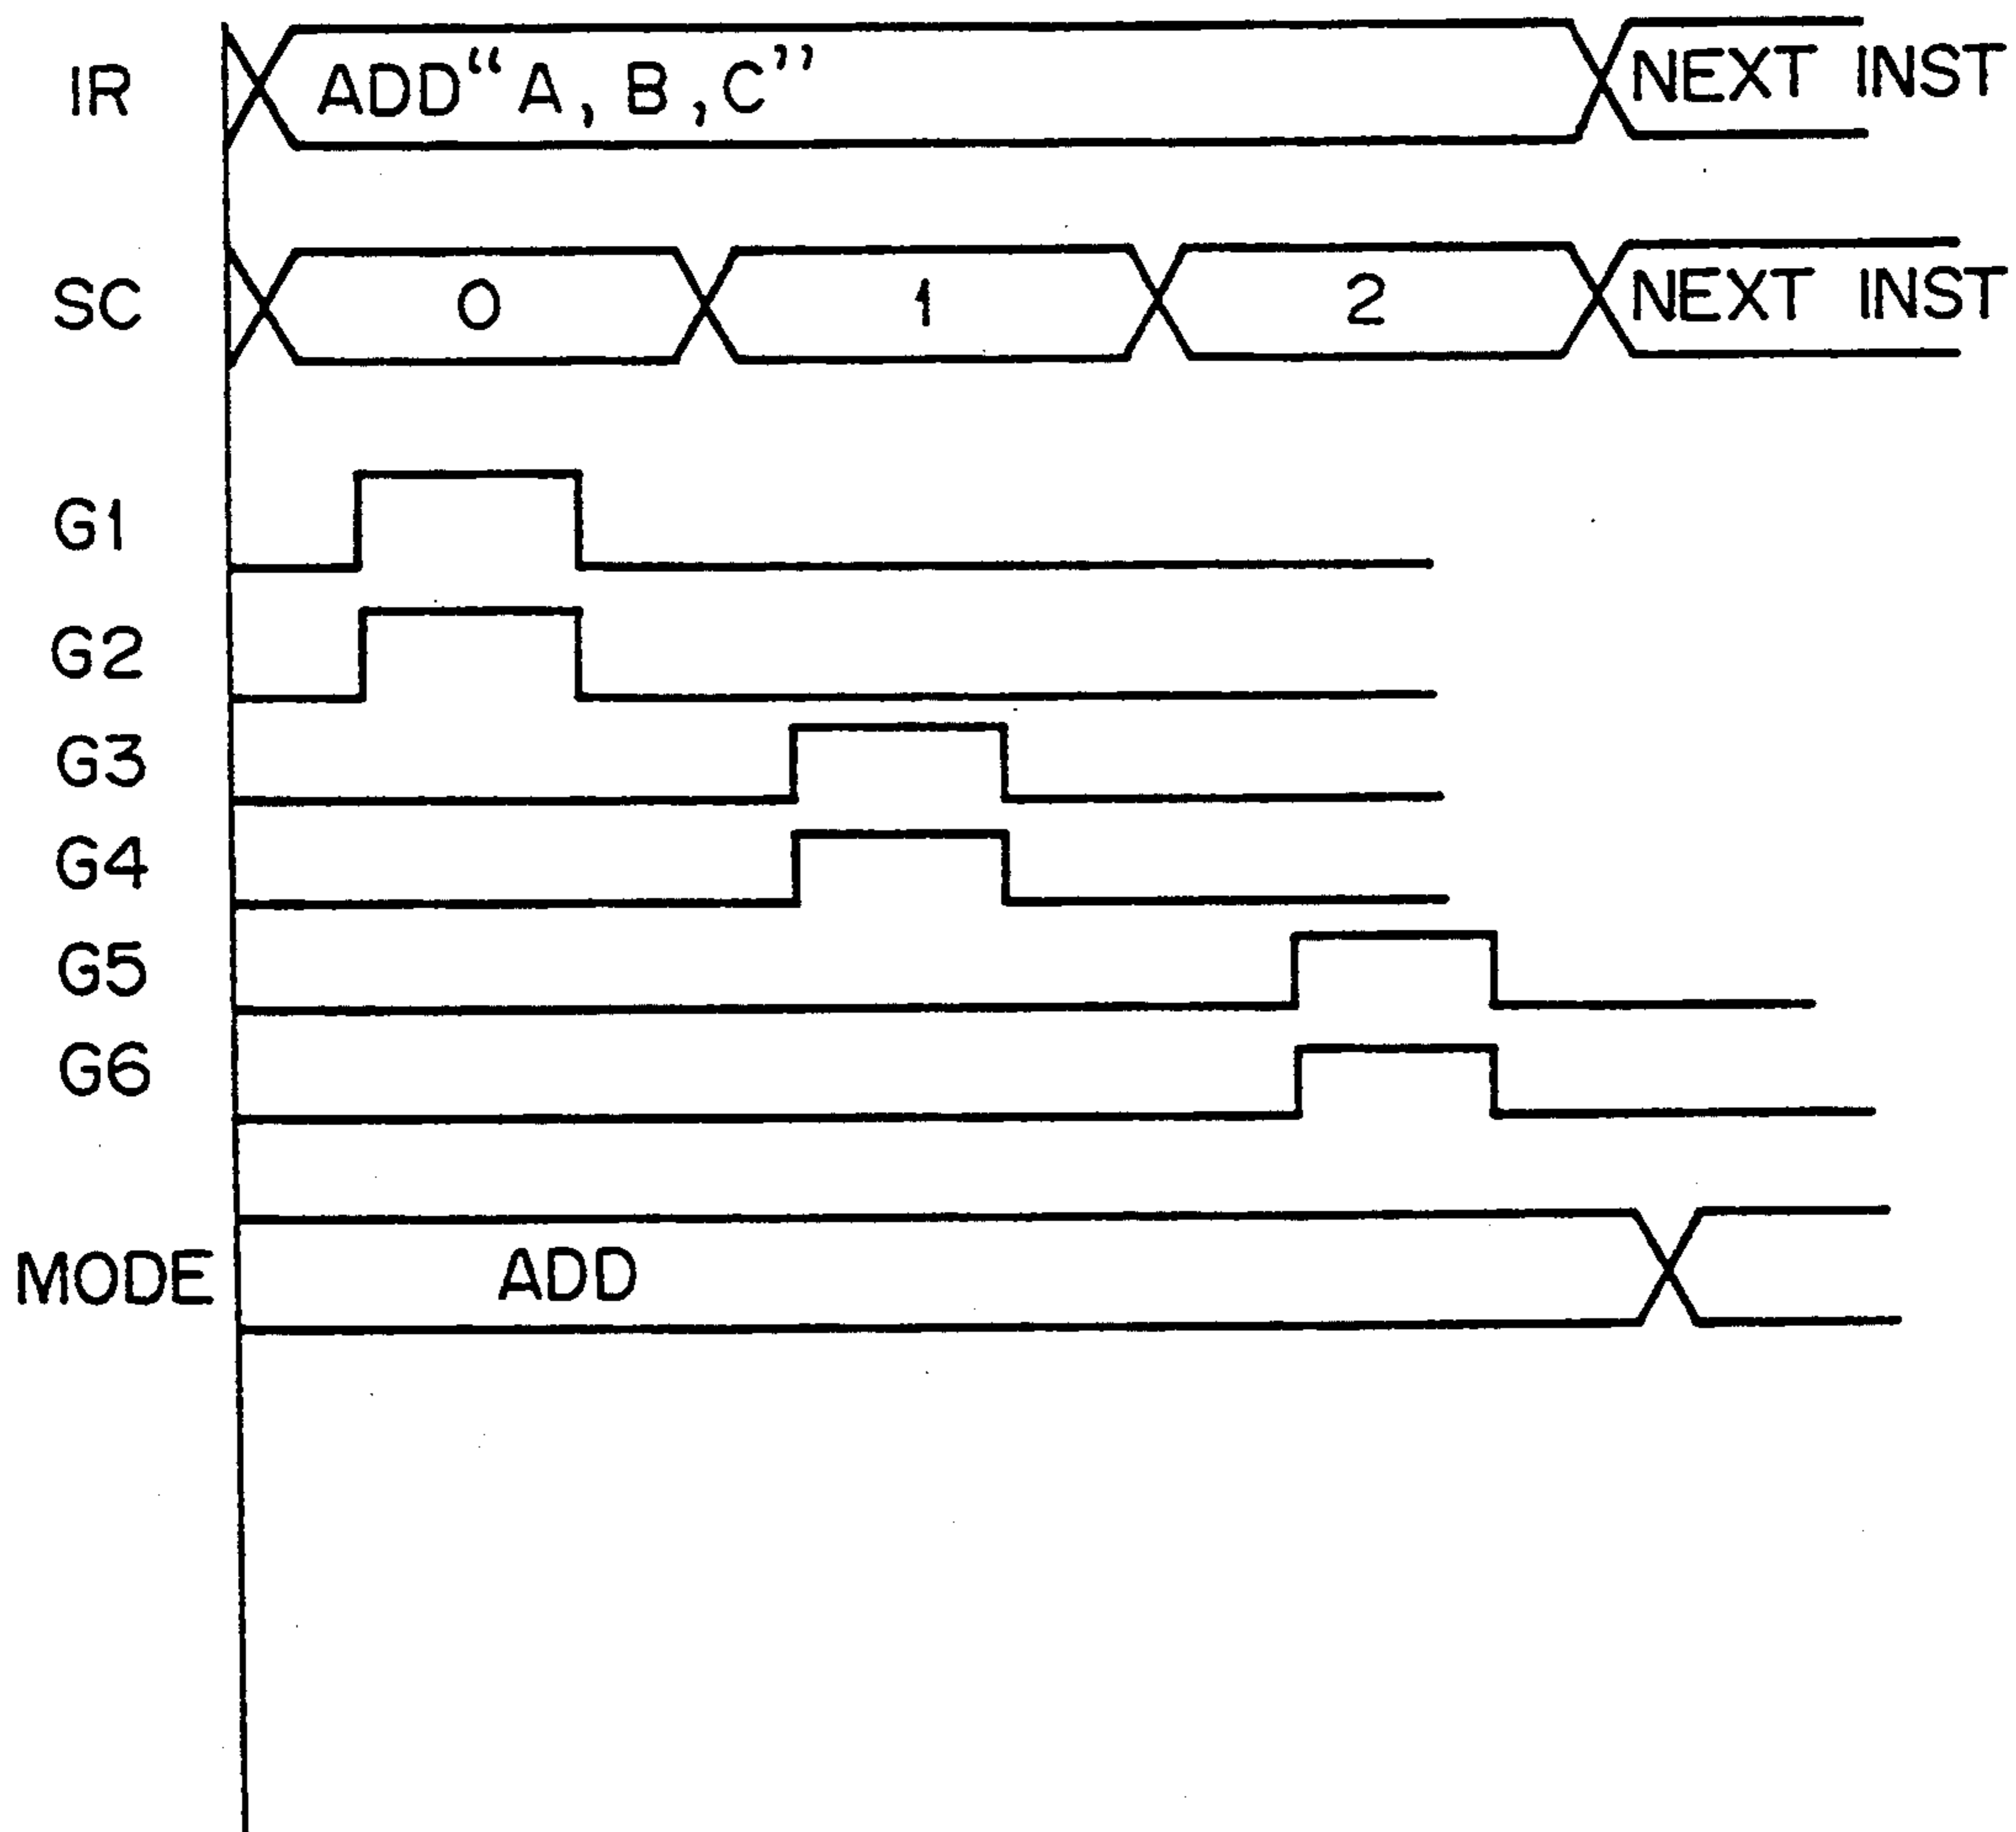 IR ADD“ A, B ,C” NEXT INST
SC 0 1 2 NEXT INST
G1
G2
G3
G4
G5
G6
MODE ADD